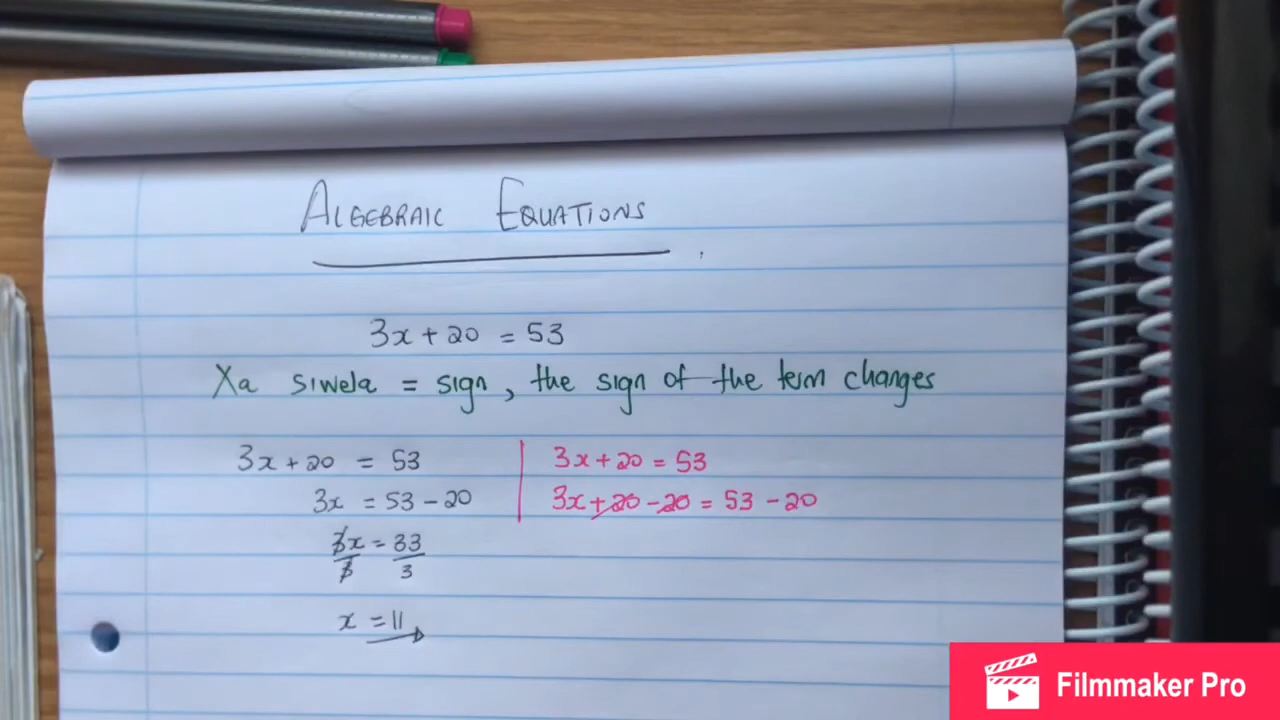 ALGEBRAIC EQUATIONS
3x + 20 = 53
Xa siwela = sign, the sign of the term changes
3x + 20 = 53
3x = 53 - 20
3x/3 = 33/3
x = 11
3x + 20 = 53
3x + 20 - 20 = 53 - 20
Filmmaker Pro